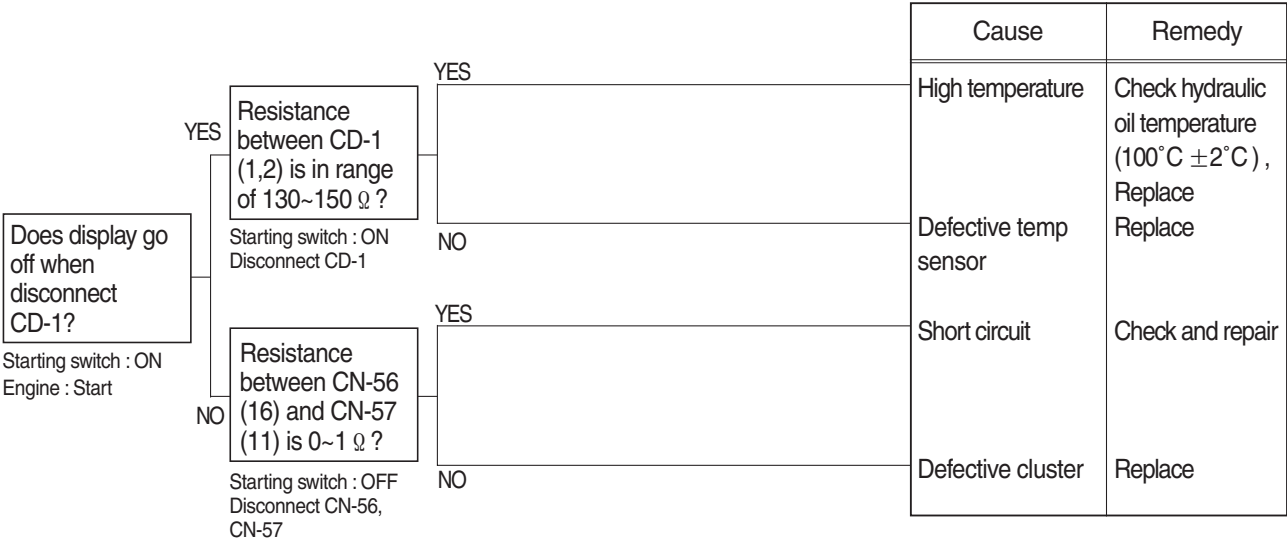 Does display go
off when
disconnect
CD-1?
Starting switch : ON
Engine : Start
YES
Resistance
between CD-1
(1,2) is in range
of 130~150 Ω ?
Starting switch : ON
Disconnect CD-1
YES
NO
NO
Resistance
between CN-56
(16) and CN-57
(11) is 0~1 Ω ?
Starting switch : OFF
Disconnect CN-56,
CN-57
YES
NO
Cause
Remedy
High temperature
Check hydraulic
oil temperature
(100˚C ±2˚C) ,
Replace
Defective temp
sensor
Replace
Short circuit
Check and repair
Defective cluster
Replace